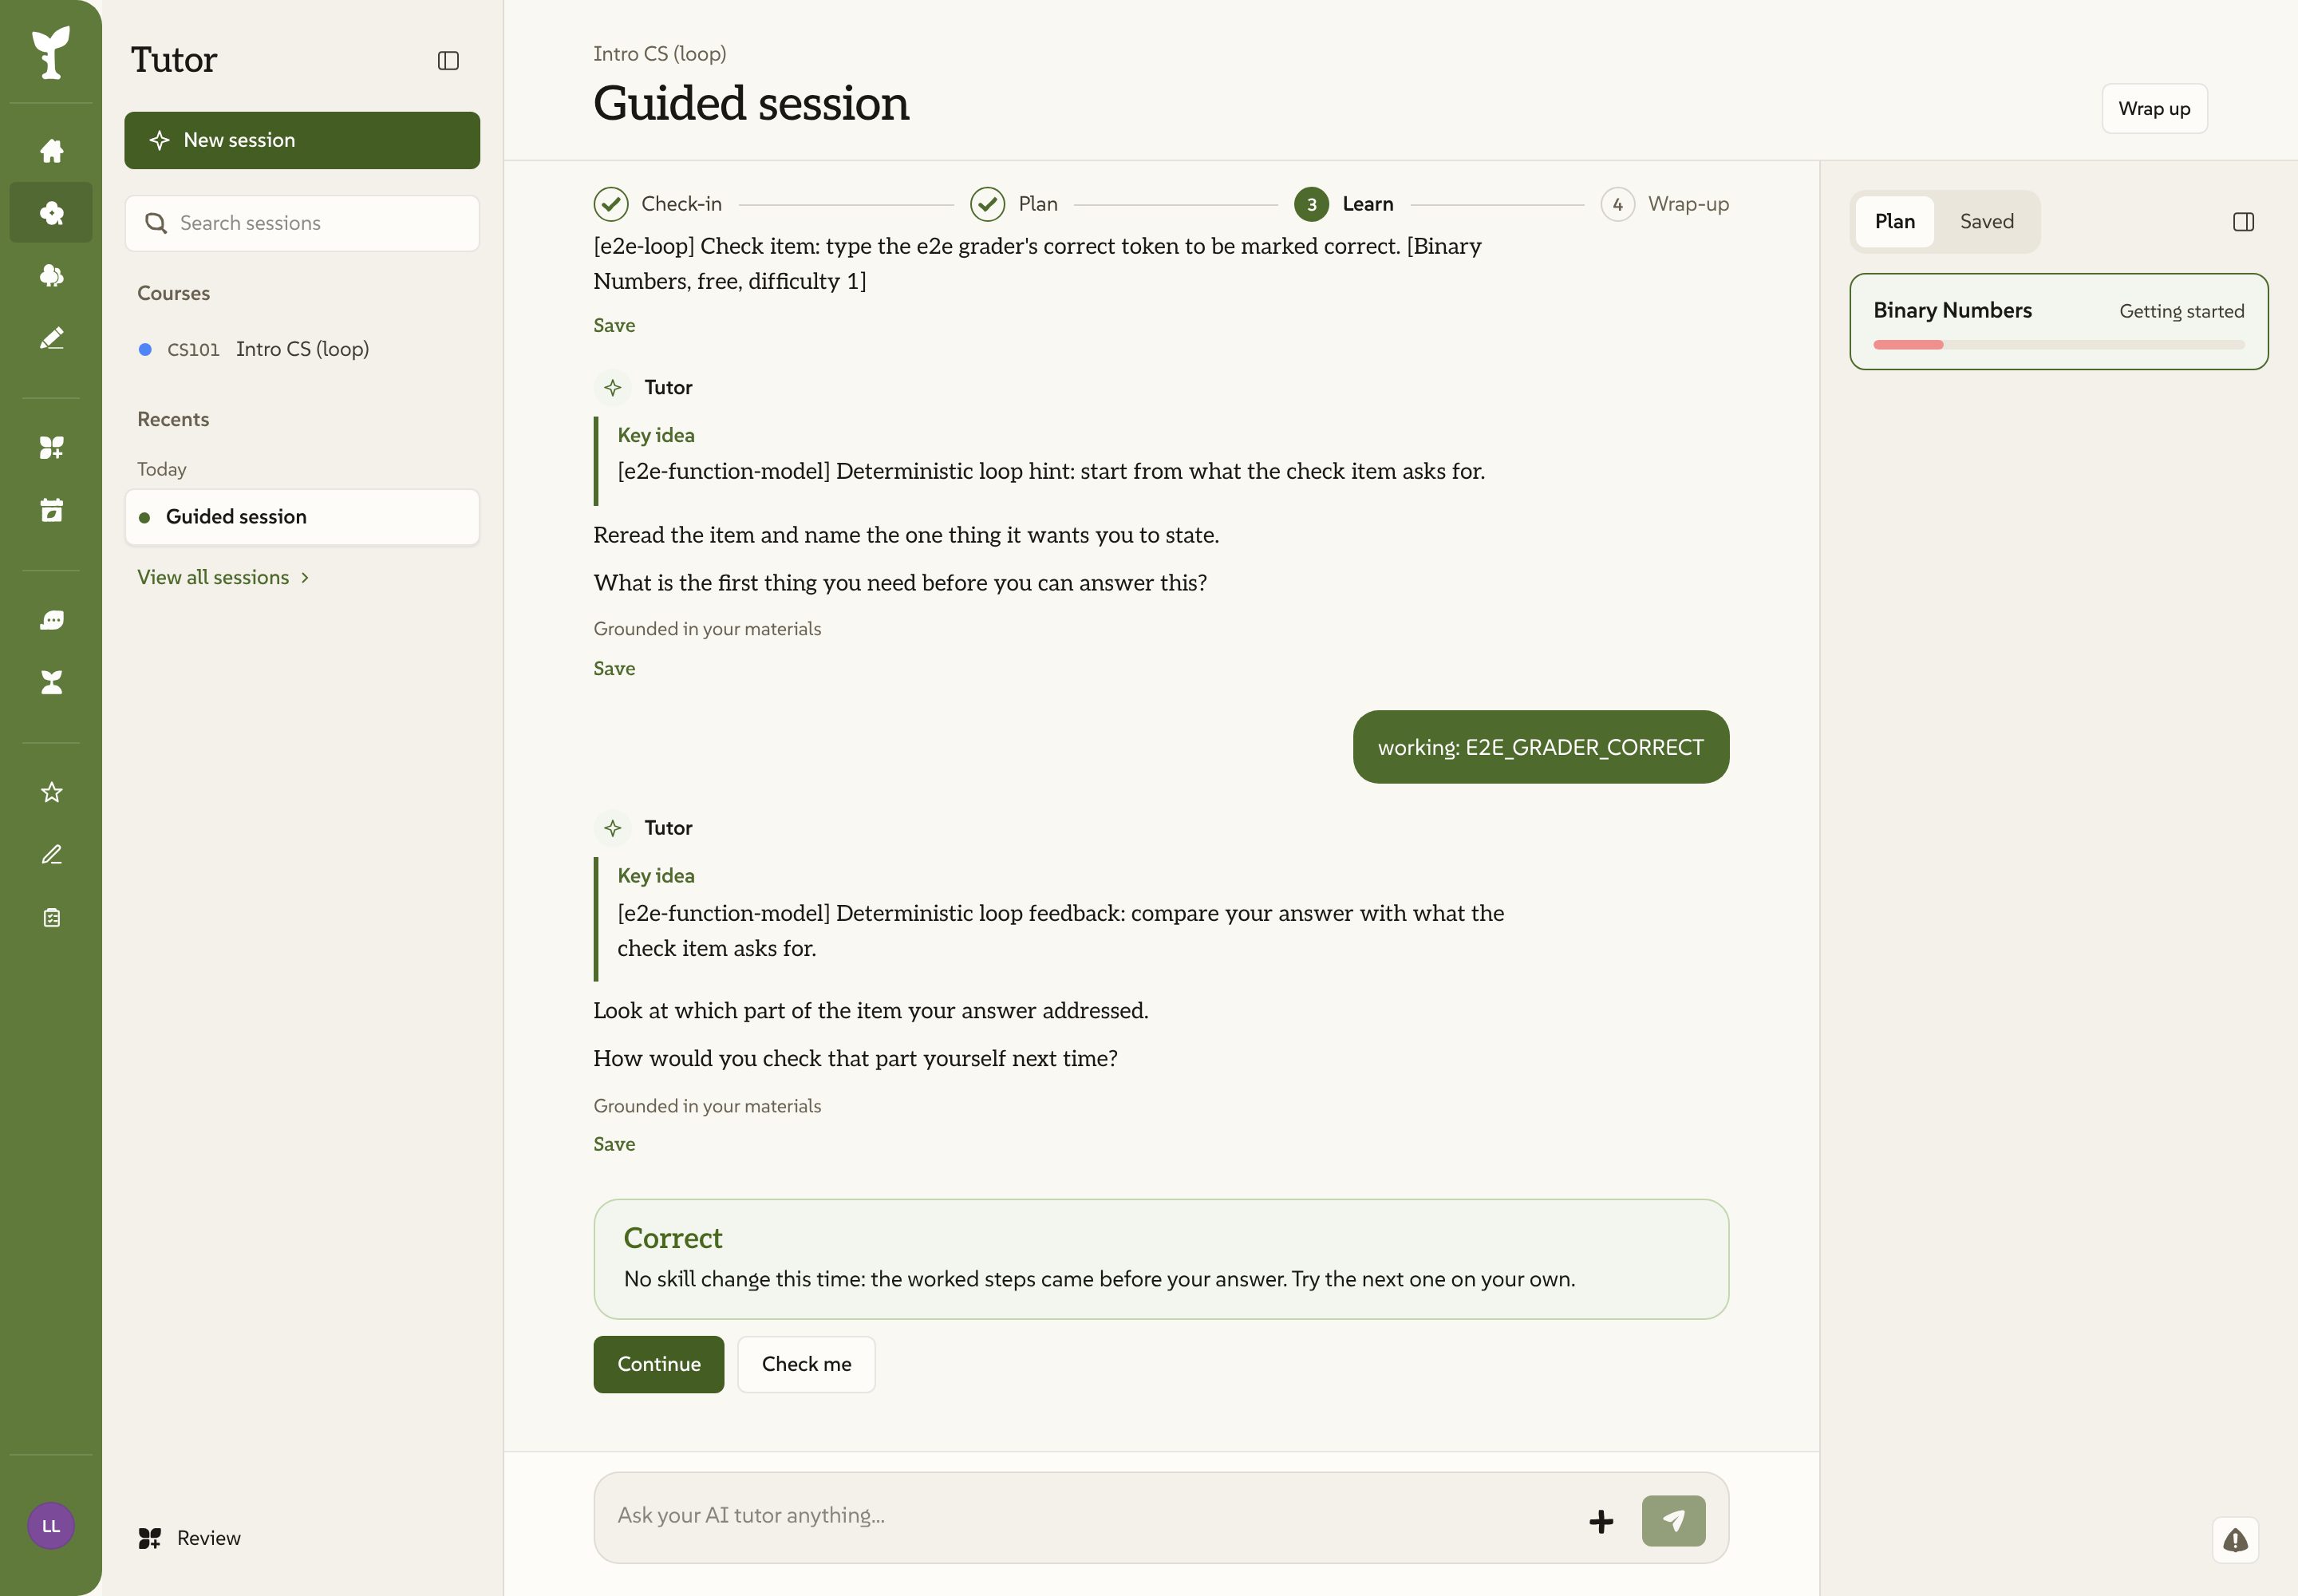 Tutor
New session
Search sessions
Courses
CS101 Intro CS (loop)
Recents
Today
Guided session
View all sessions
LL
Review
Intro CS (loop)
Guided session
Wrap up
Check-in
Plan
3 Learn
4 Wrap-up
[e2e-loop] Check item: type the e2e grader's correct token to be marked correct. [Binary
Numbers, free, difficulty 1]
Save
Tutor
Key idea
[e2e-function-model] Deterministic loop hint: start from what the check item asks for.
Reread the item and name the one thing it wants you to state.
What is the first thing you need before you can answer this?
Grounded in your materials
Save
working: E2E_GRADER_CORRECT
Tutor
Key idea
[e2e-function-model] Deterministic loop feedback: compare your answer with what the
check item asks for.
Look at which part of the item your answer addressed.
How would you check that part yourself next time?
Grounded in your materials
Save
Correct
No skill change this time: the worked steps came before your answer. Try the next one on your own.
Continue
Check me
Ask your AI tutor anything...
Plan
Saved
Binary Numbers
Getting started